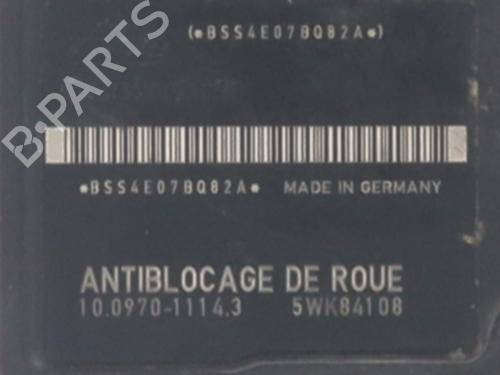 (*BSS4E07BQ82A*)
B-PARTS
*BSS4E07BQ82A* MADE IN GERMANY
ANTIBLOCAGE DE ROUE
10.0970-1114.3 5WK84108